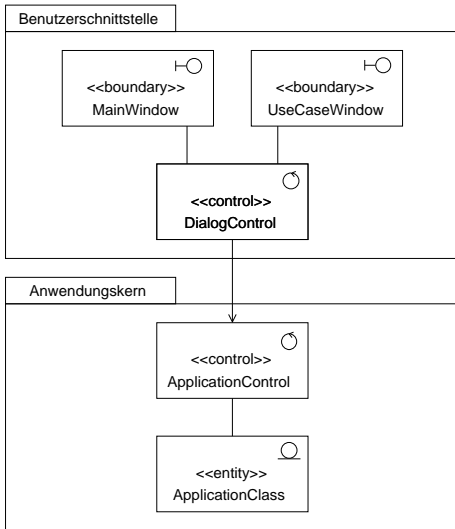 Benutzerschnittstelle
<<boundary>>
MainWindow
<<boundary>>
UseCaseWindow
<<control>>
DialogControl
Anwendungskern
<<control>>
ApplicationControl
<<entity>>
ApplicationClass